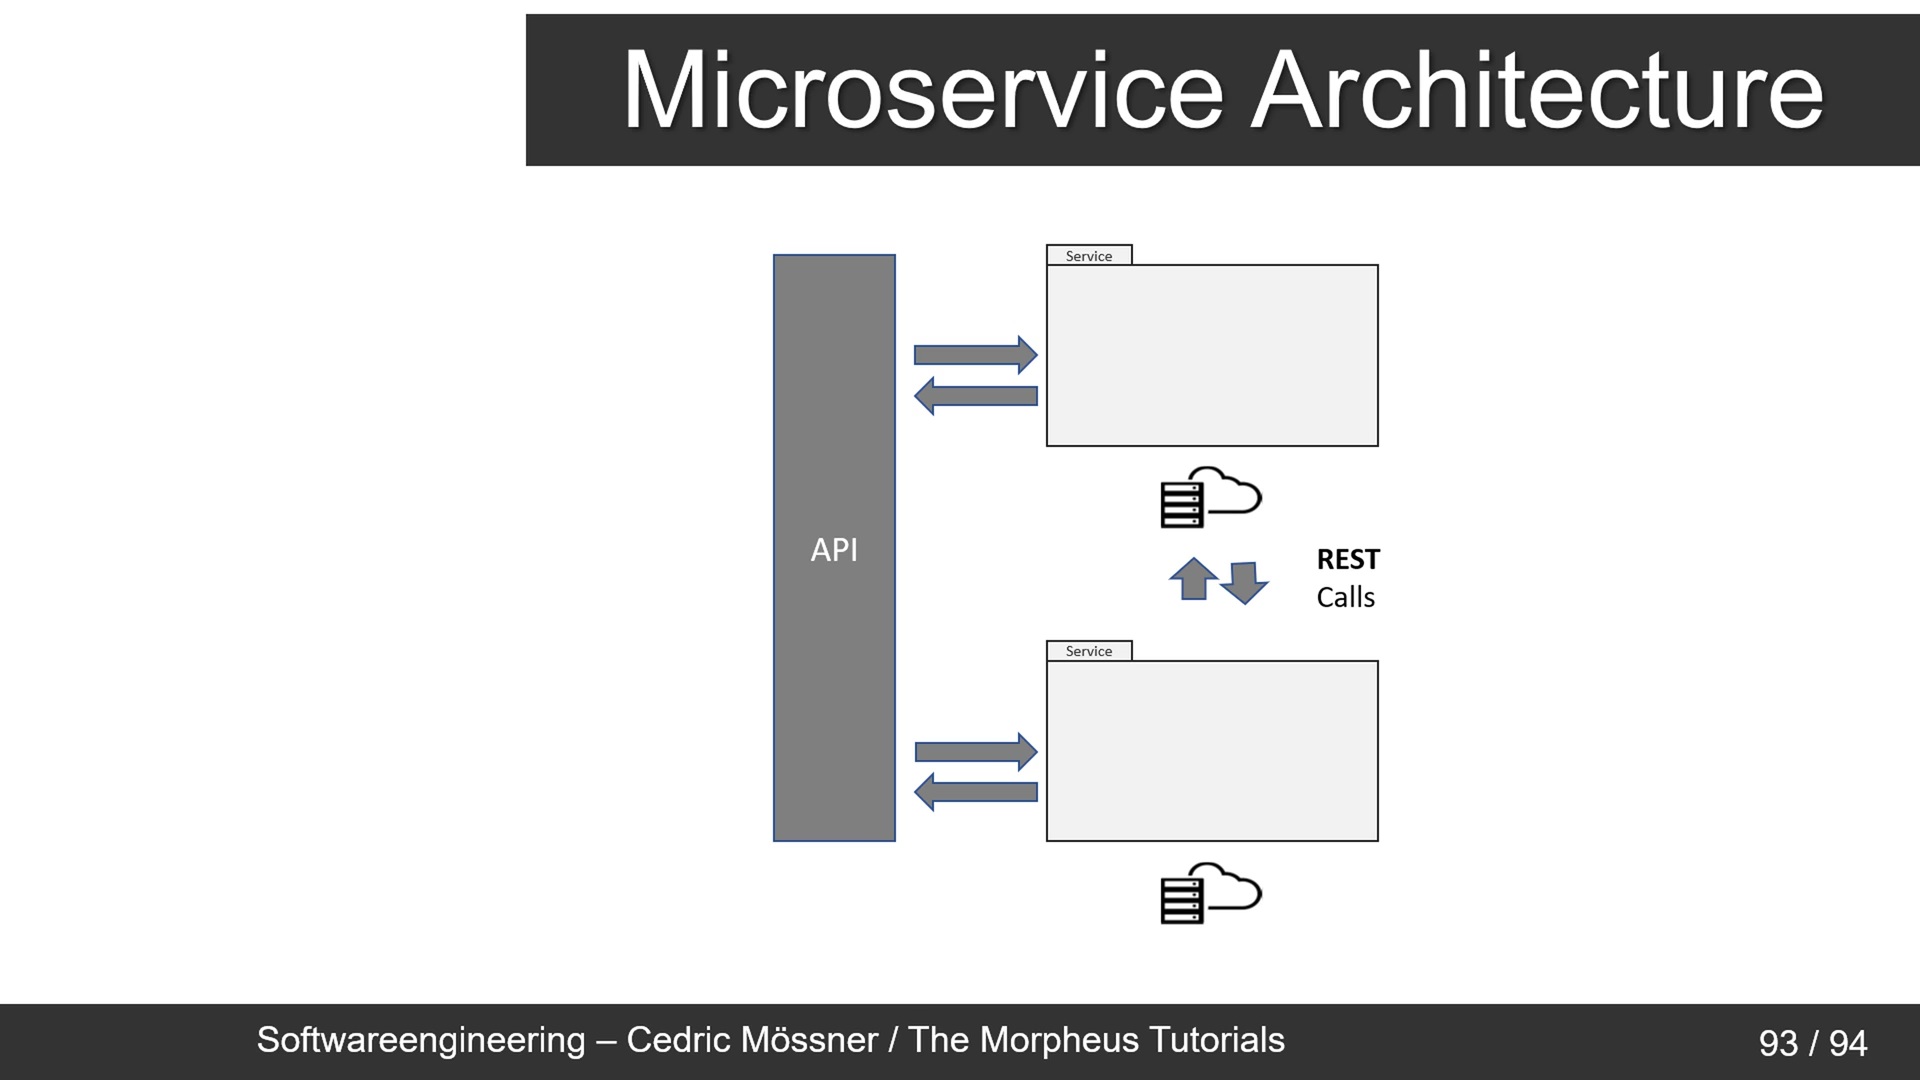 Microservice Architecture
Service
API
REST
Calls
Service
Softwareengineering – Cedric Mössner / The Morpheus Tutorials
93 / 94